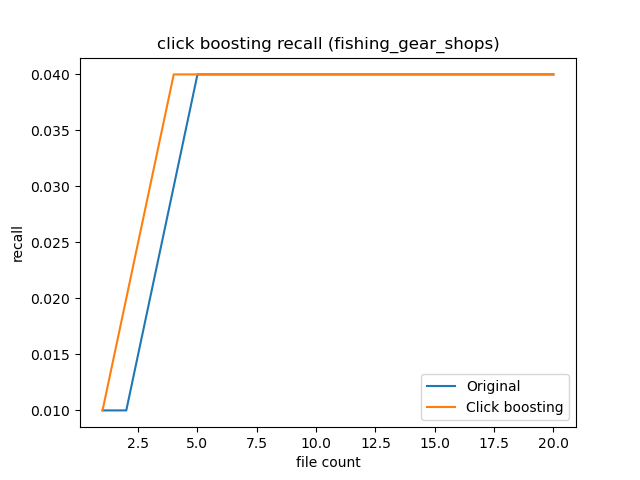 click boosting recall (fishing_gear_shops)
0.040
0.035
0.030
0.025
0.020
0.015
0.010
recall
2.5 5.0 7.5 10.0 12.5 15.0 17.5 20.0
file count
Original
Click boosting